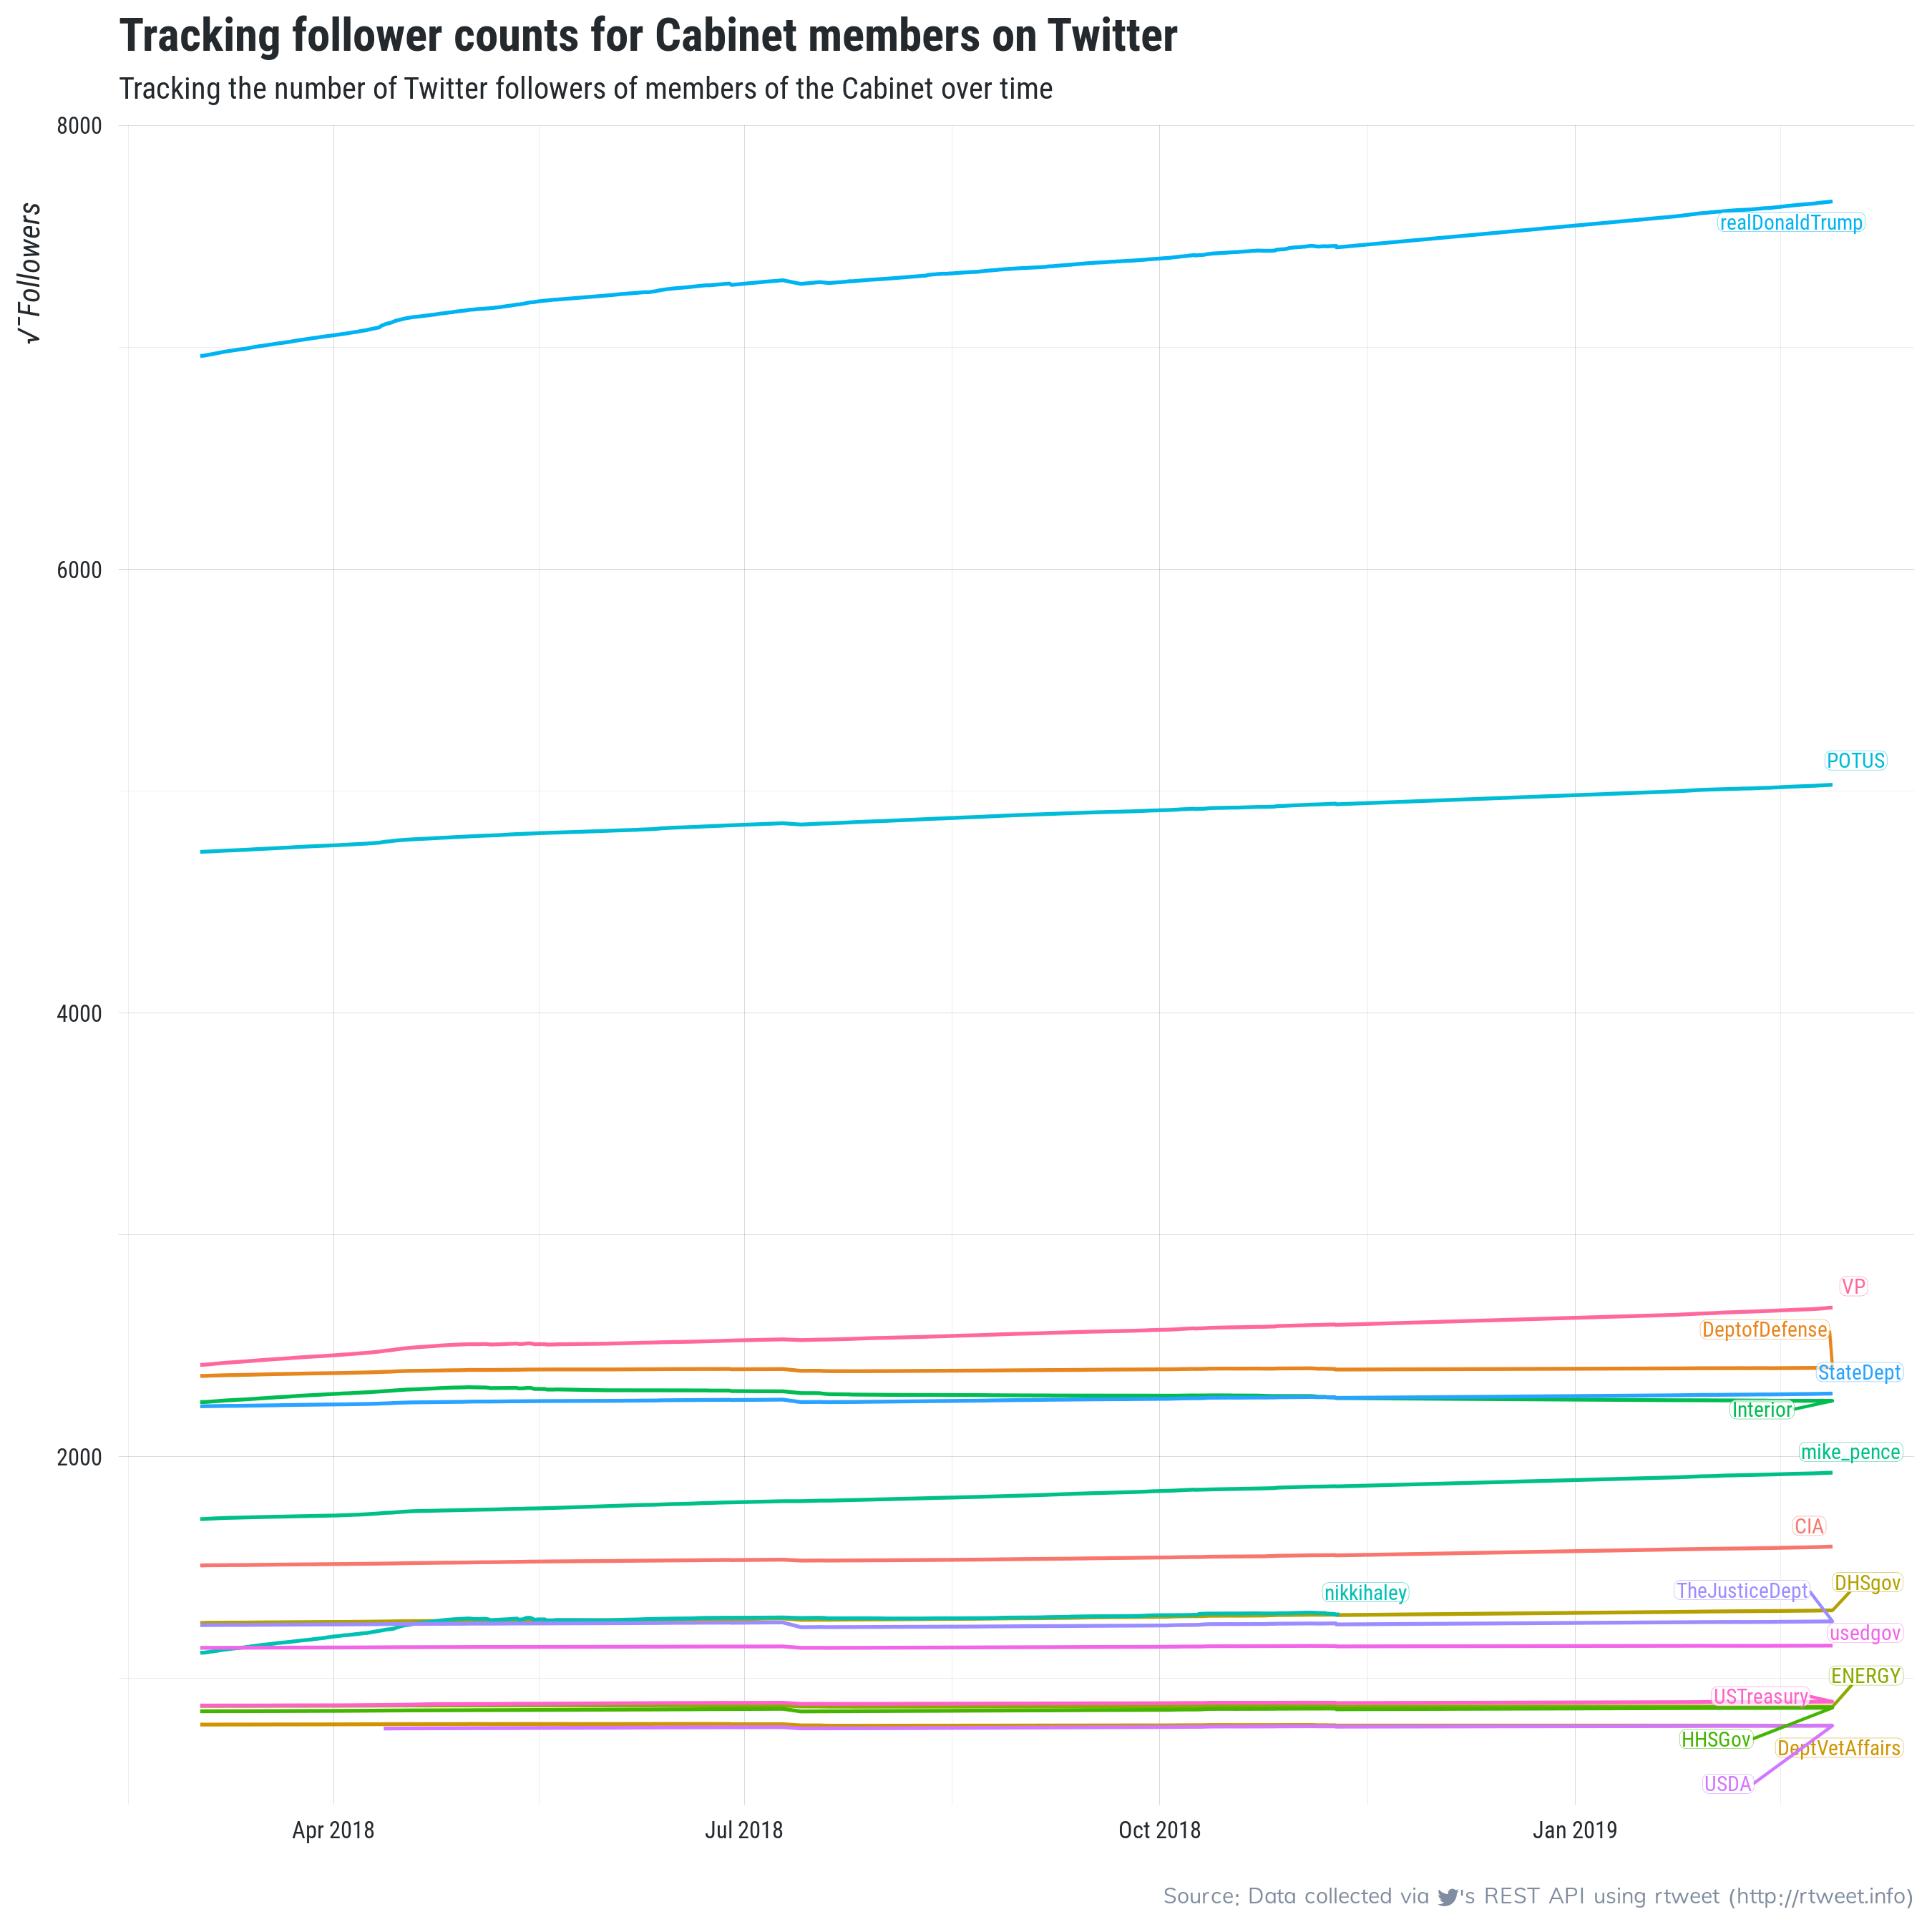 Tracking follower counts for Cabinet members on Twitter
Tracking the number of Twitter followers of members of the Cabinet over time
√¯Followers
8000
6000
4000
2000
realDonaldTrump
POTUS
VP
DeptofDefense
StateDept
Interior
mike_pence
CIA
DHSgov
TheJusticeDept
nikkihaley
usedgov
ENERGY
USTreasury
HHSGov
DeptVetAffairs
USDA
Apr 2018
Jul 2018
Oct 2018
Jan 2019
Source: Data collected via 's REST API using rtweet (http://rtweet.info)